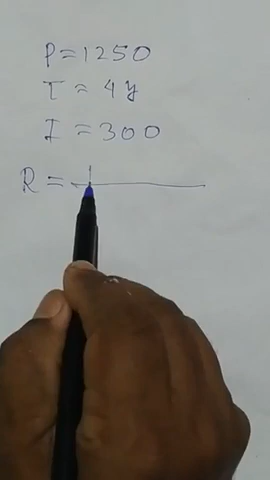 P=1250
T = 4y
I = 300
R =